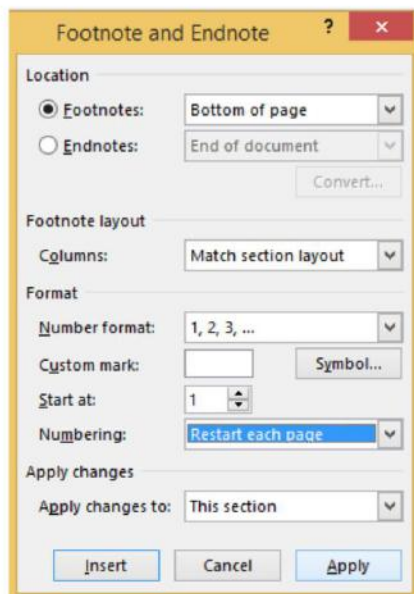 Footnote and Endnote ?
Location
Footnotes: Bottom of page
Endnotes: End of document
Convert...
Footnote layout
Columns: Match section layout
Format
Number format: 1, 2, 3, ...
Custom mark: Symbol...
Start at: 1
Numbering: Restart each page
Apply changes
Apply changes to: This section
Insert Cancel Apply